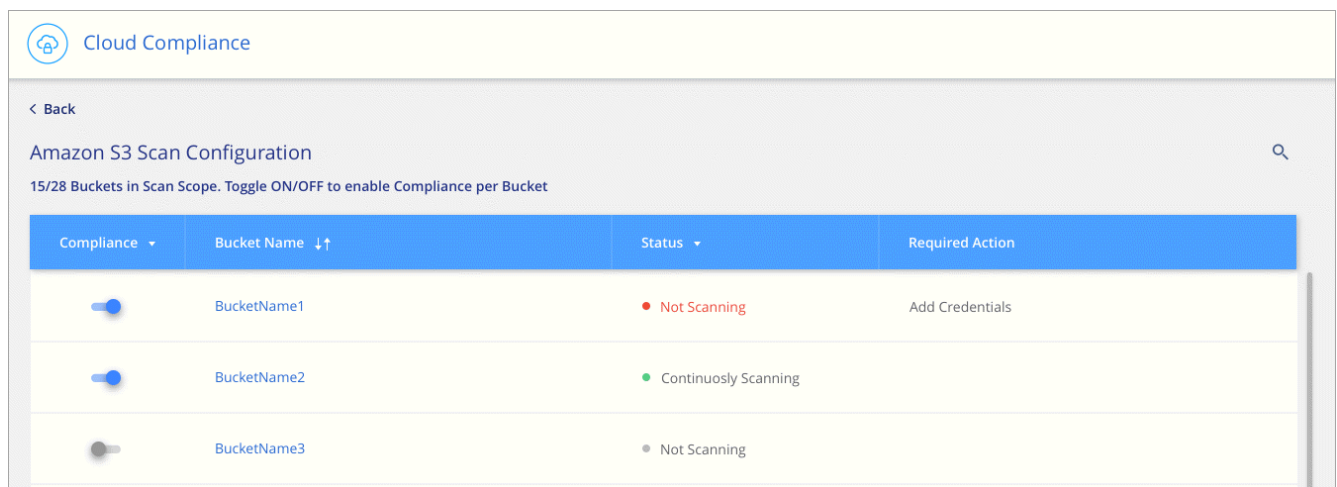 Cloud Compliance
< Back
Amazon S3 Scan Configuration
15/28 Buckets in Scan Scope. Toggle ON/OFF to enable Compliance per Bucket
Compliance Bucket Name Status Required Action
BucketName1 Not Scanning Add Credentials
BucketName2 Continuosly Scanning
BucketName3 Not Scanning